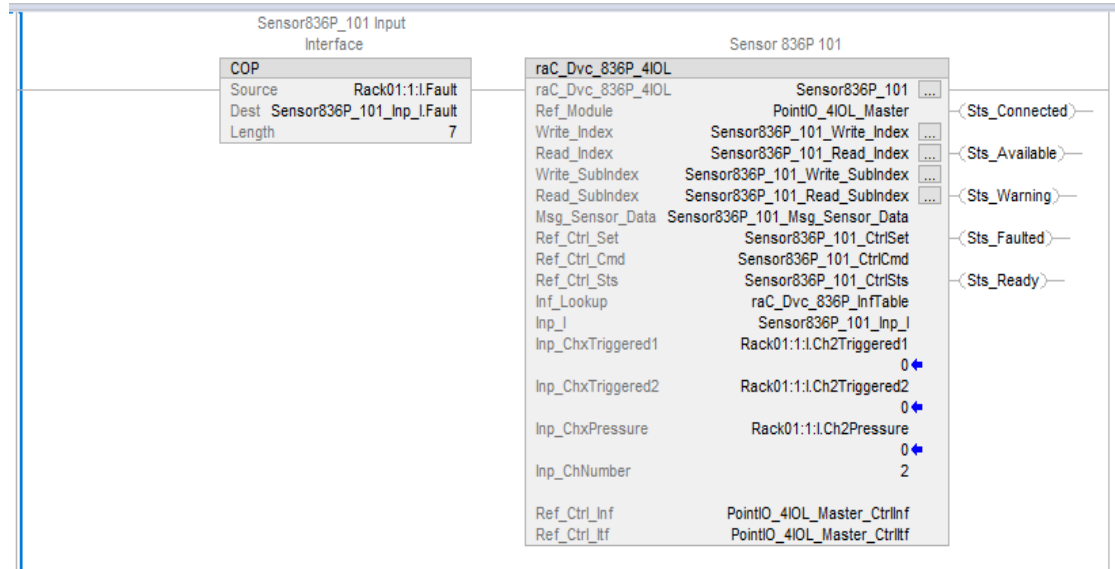 Sensor836P_101 Input
Interface
COP
Source Rack01:1:I.Fault
Dest Sensor836P_101_Inp_I.Fault
Length 7
Sensor 836P 101
raC_Dvc_836P_4IOL
raC_Dvc_836P_4IOL Sensor836P_101 ...
Ref_Module PointIO_4IOL_Master (Sts_Connected)
Write_Index Sensor836P_101_Write_Index ...
Read_Index Sensor836P_101_Read_Index ... (Sts_Available)
Write_SubIndex Sensor836P_101_Write_SubIndex ...
Read_SubIndex Sensor836P_101_Read_SubIndex ... (Sts_Warning)
Msg_Sensor_Data Sensor836P_101_Msg_Sensor_Data
Ref_Ctrl_Set Sensor836P_101_CtrlSet (Sts_Faulted)
Ref_Ctrl_Cmd Sensor836P_101_CtrlCmd
Ref_Ctrl_Sts Sensor836P_101_CtrlSts (Sts_Ready)
Inf_Lookup raC_Dvc_836P_InfTable
Inp_I Sensor836P_101_Inp_I
Inp_ChxTriggered1 Rack01:1:I.Ch2Triggered1
0
Inp_ChxTriggered2 Rack01:1:I.Ch2Triggered2
0
Inp_ChxPressure Rack01:1:I.Ch2Pressure
0
Inp_ChNumber 2
Ref_Ctrl_Inf PointIO_4IOL_Master_CtrlInf
Ref_Ctrl_Itf PointIO_4IOL_Master_CtrlItf